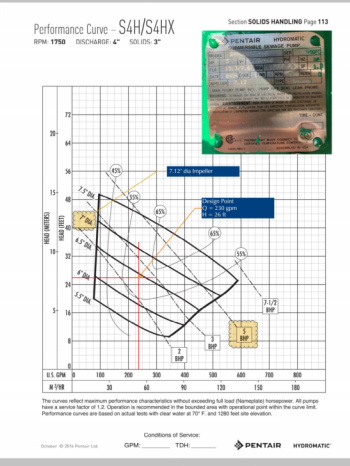 Performance Curve – S4H/S4HX
Section SOLIDS HANDLING Page 113
RPM: 1750 DISCHARGE: 4" SOLIDS: 3"
PENTAIR HYDROMATIC
SUBMERSIBLE SEWAGE PUMP
72
20
64
56
45%
7.12" dia Impeller
15
7.5" DIA.
48
55%
Design Point
Q = 230 gpm
H = 26 ft
7" DIA.
65%
40
65%
6.5" DIA.
HEAD (METERS)
HEAD (FEET)
10
32
55%
6" DIA.
24
5.5" DIA.
7-1/2
BHP
5
16
5
BHP
3
BHP
8
2
BHP
0
U.S. GPM 0 100 200 300 400 500 600 700 800
M³/HR 30 60 90 120 150 180
The curves reflect maximum performance characteristics without exceeding full load (Nameplate) horsepower. All pumps
have a service factor of 1.2. Operation is recommended in the bounded area with operational point within the curve limit.
Performance curves are based on actual tests with clear water at 70° F. and 1280 feet site elevation.
Conditions of Service:
GPM: TDH:
PENTAIR HYDROMATIC